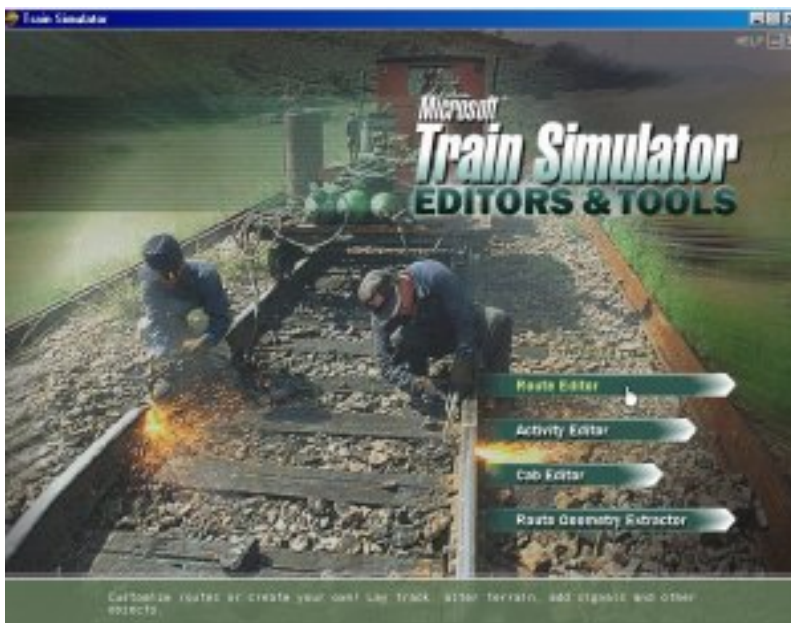 Train Simulator
HELP
Microsoft
Train Simulator
EDITORS & TOOLS
Route Editor
Activity Editor
Cab Editor
Route Geometry Extractor
Customize routes or create your own! Lay track, alter terrain, add signals and other
objects.